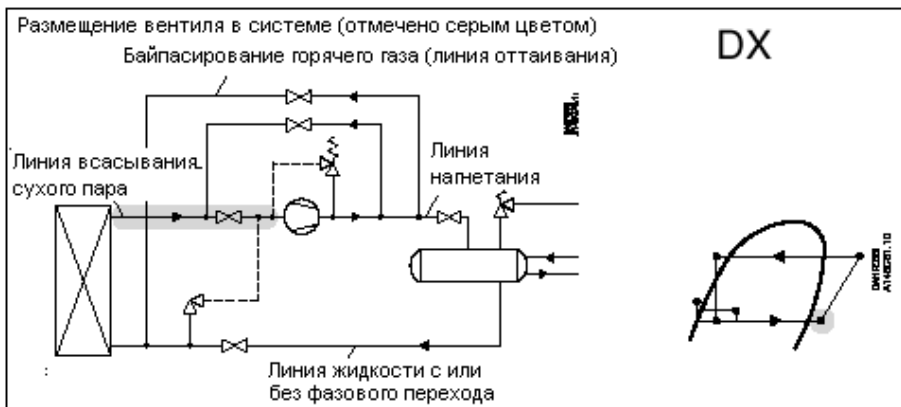 Размещение вентиля в системе (отмечено серым цветом)
DX
Байпасирование горячего газа (линия оттаивания)
Линия всасывания
сухого пара
Линия
нагнетания
Линия жидкости с или
без фазового перехода